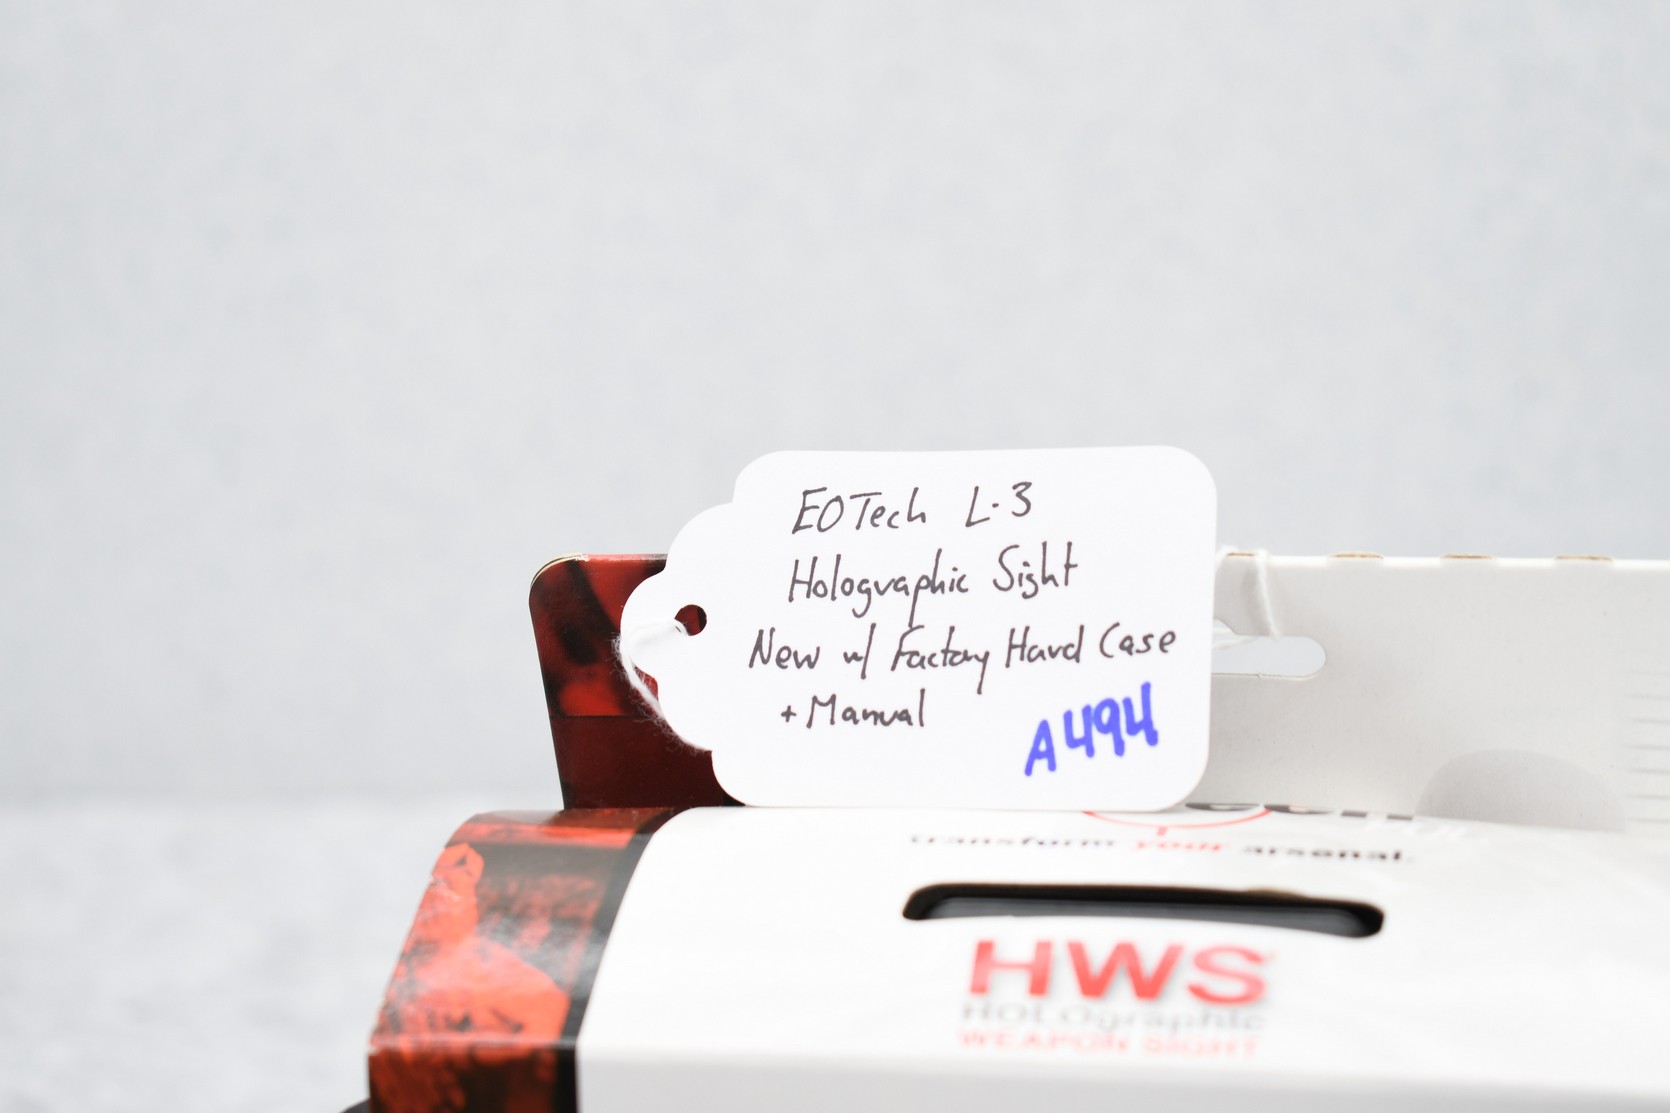 EOTech L-3
Holographic Sight
New w/ Factory Hard Case
+ Manual
A494
transform your arsenal.
HWS
HOLOgraphic
WEAPON SIGHT